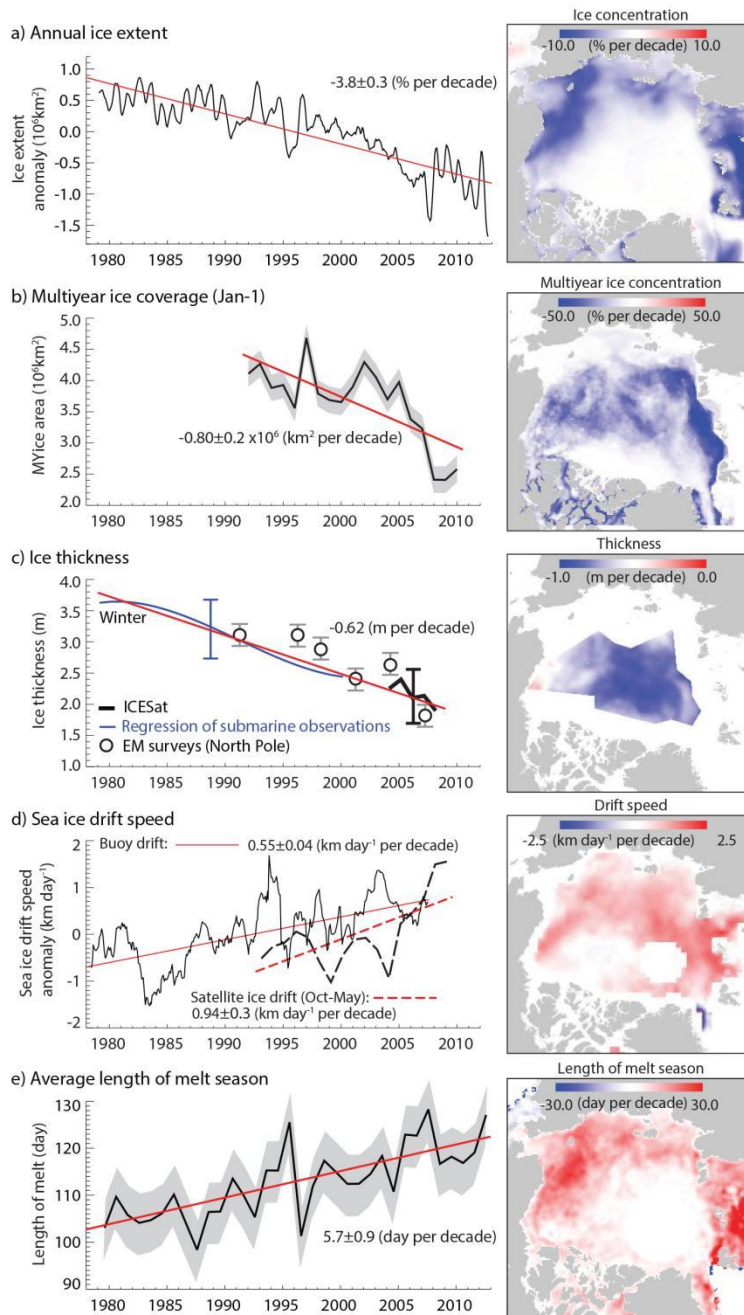 a) Annual ice extent
Ice extent
anomaly (10⁶km²)
1.0
0.5
0.0
-0.5
-1.0
-1.5
-3.8±0.3 (% per decade)
1980 1985 1990 1995 2000 2005 2010
Ice concentration
-10.0 (% per decade) 10.0
b) Multiyear ice coverage (Jan-1)
MYice area (10⁶km²)
5.0
4.5
4.0
3.5
3.0
2.5
2.0
-0.80±0.2 x10⁶ (km² per decade)
1980 1985 1990 1995 2000 2005 2010
Multiyear ice concentration
-50.0 (% per decade) 50.0
c) Ice thickness
Ice thickness (m)
4.0
3.5
3.0
2.5
2.0
1.5
1.0
Winter
-0.62 (m per decade)
ICESat
Regression of submarine observations
EM surveys (North Pole)
1980 1985 1990 1995 2000 2005 2010
Thickness
-1.0 (m per decade) 0.0
d) Sea ice drift speed
Sea ice drift speed
anomaly (km day⁻¹)
2
1
0
-1
-2
Buoy drift: 0.55±0.04 (km day⁻¹ per decade)
Satellite ice drift (Oct-May):
0.94±0.3 (km day⁻¹ per decade)
1980 1985 1990 1995 2000 2005 2010
Drift speed
-2.5 (km day⁻¹ per decade) 2.5
e) Average length of melt season
Length of melt (day)
130
120
110
100
90
5.7±0.9 (day per decade)
1980 1985 1990 1995 2000 2005 2010
Length of melt season
-30.0 (day per decade) 30.0